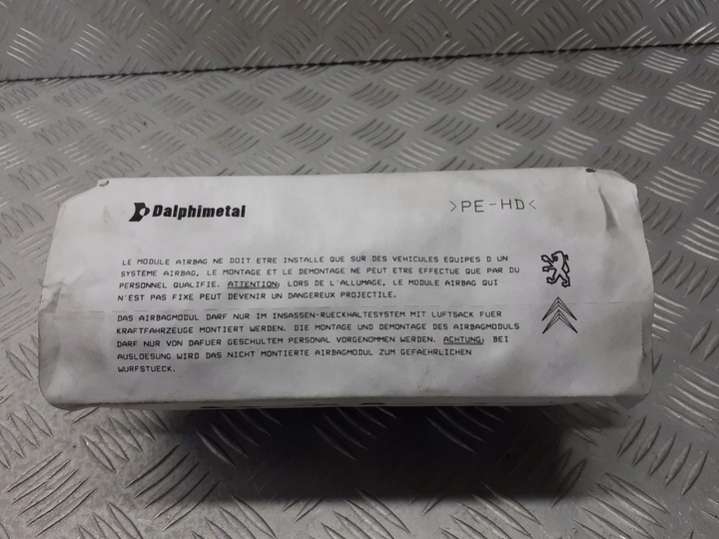 Dalphimetal
>PE-HD<
LE MODULE AIRBAG NE DOIT ETRE INSTALLE QUE SUR DES VEHICULES EQUIPES D UN
SYSTEME AIRBAG, LE MONTAGE ET LE DEMONTAGE NE PEUT ETRE EFFECTUE QUE PAR DU
PERSONNEL QUALIFIE. ATTENTION: LORS DE L'ALLUMAGE, LE MODULE AIRBAG QUI
N'EST PAS FIXE PEUT DEVENIR UN DANGEREUX PROJECTILE.
DAS AIRBAGMODUL DARF NUR IM INSASSEN-RUECKHALTESYSTEM MIT LUFTSACK FUER
KRAFTFAHRZEUGE MONTIERT WERDEN. DIE MONTAGE UND DEMONTAGE DES AIRBAGMODULS
DARF NUR VON DAFUER GESCHULTEM PERSONAL VORGENOMMEN WERDEN. ACHTUNG: BEI
AUSLOESUNG WIRD DAS NICHT MONTIERTE AIRBAGMODUL ZUM GEFAEHRLICHEN
WURFSTUECK.